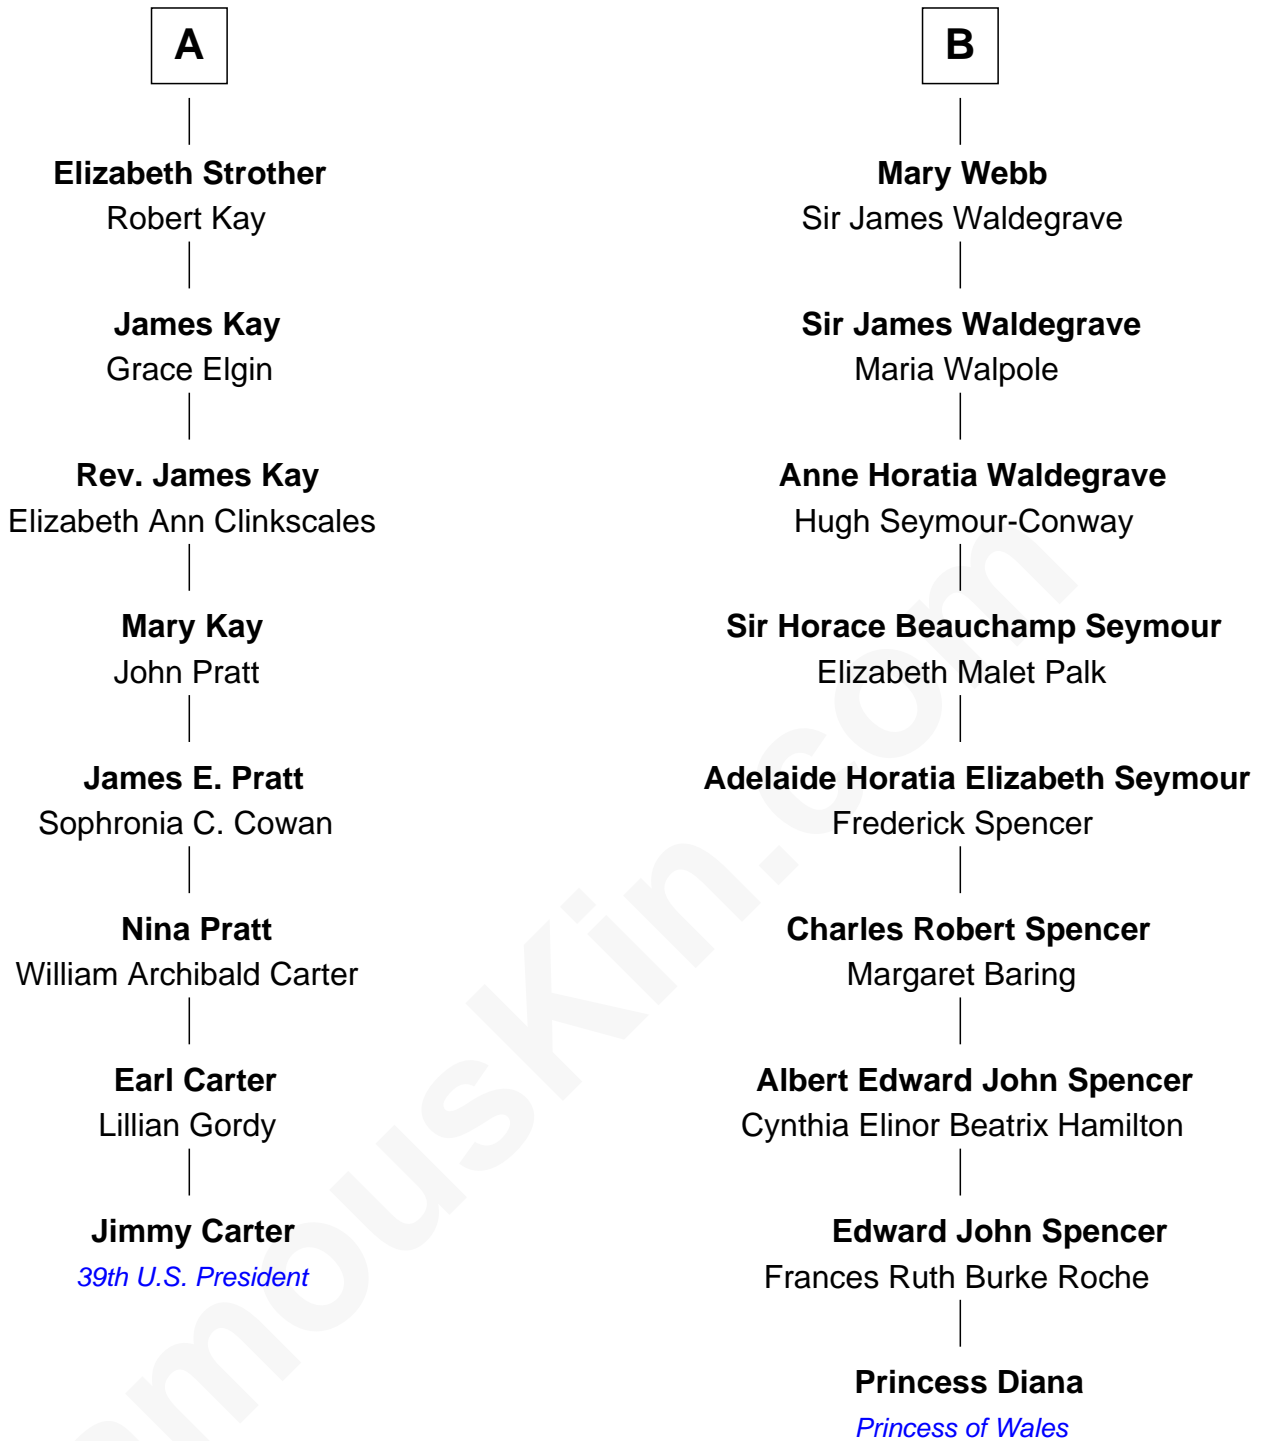 A
Elizabeth Strother
Robert Kay
James Kay
Grace Elgin
Rev. James Kay
Elizabeth Ann Clinkscales
Mary Kay
John Pratt
James E. Pratt
Sophronia C. Cowan
Nina Pratt
William Archibald Carter
Earl Carter
Lillian Gordy
Jimmy Carter
39th U.S. President
B
Mary Webb
Sir James Waldegrave
Sir James Waldegrave
Maria Walpole
Anne Horatia Waldegrave
Hugh Seymour-Conway
Sir Horace Beauchamp Seymour
Elizabeth Malet Palk
Adelaide Horatia Elizabeth Seymour
Frederick Spencer
Charles Robert Spencer
Margaret Baring
Albert Edward John Spencer
Cynthia Elinor Beatrix Hamilton
Edward John Spencer
Frances Ruth Burke Roche
Princess Diana
Princess of Wales
amousKin.com